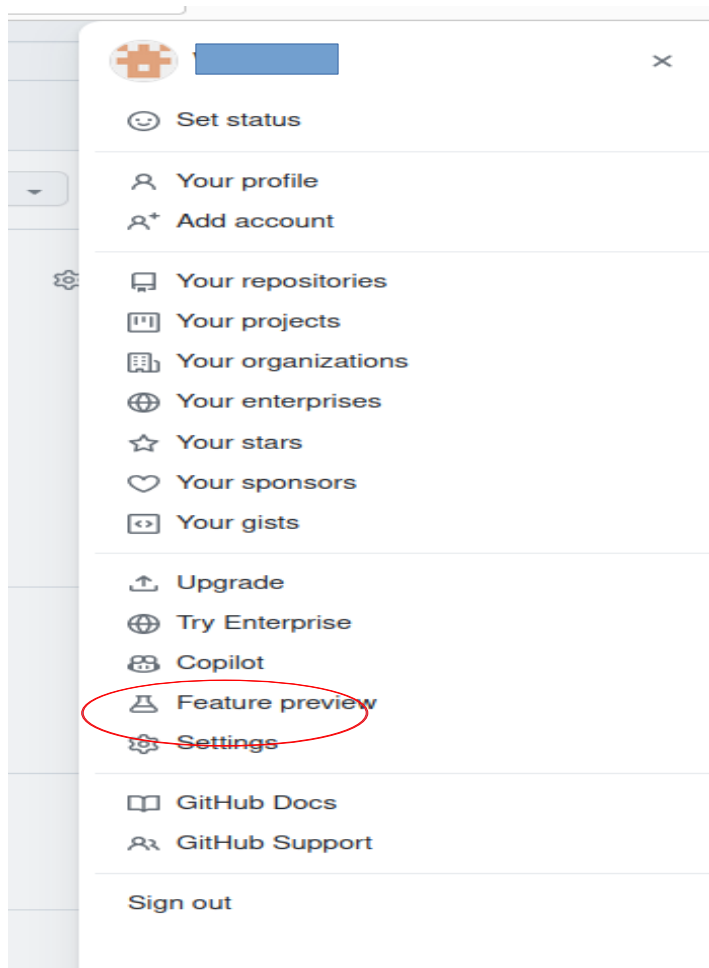 Set status
Your profile
Add account
Your repositories
Your projects
Your organizations
Your enterprises
Your stars
Your sponsors
Your gists
Upgrade
Try Enterprise
Copilot
Feature preview
Settings
GitHub Docs
GitHub Support
Sign out